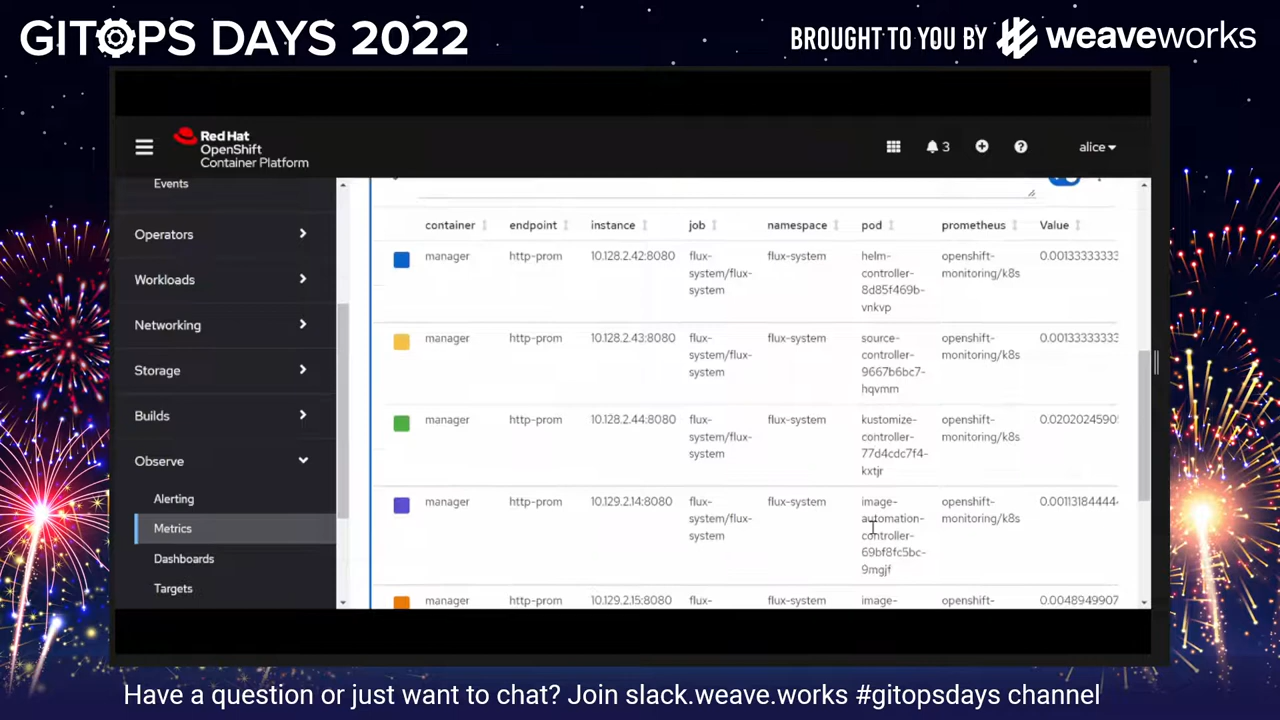 GITOPS DAYS 2022
BROUGHT TO YOU BY weaveworks
Red Hat
OpenShift
Container Platform
3
alice
Events
Operators
Workloads
Networking
Storage
Builds
Observe
Alerting
Metrics
Dashboards
Targets
container endpoint instance job namespace pod prometheus Value
manager http-prom 10.128.2.42:8080 flux- flux-system helm- openshift- 0.00133333333
system/flux- controller- monitoring/k8s
system 8d85f469b-
vnkvp
manager http-prom 10.128.2.43:8080 flux- flux-system source- openshift- 0.00133333333
system/flux- controller- monitoring/k8s
system 9667b6bc7-
hqvmm
manager http-prom 10.128.2.44:8080 flux- flux-system kustomize- openshift- 0.0202024590
system/flux- controller- monitoring/k8s
system 77d4cdc7f4-
kxtjr
manager http-prom 10.129.2.14:8080 flux- flux-system image- openshift- 0.00113184444
system/flux- automation- monitoring/k8s
system controller-
69bf8fc5bc-
9mgjf
manager http-prom 10.129.2.15:8080 flux- flux-system image- openshift- 0.0048949907
Have a question or just want to chat? Join slack.weave.works #gitopsdays channel